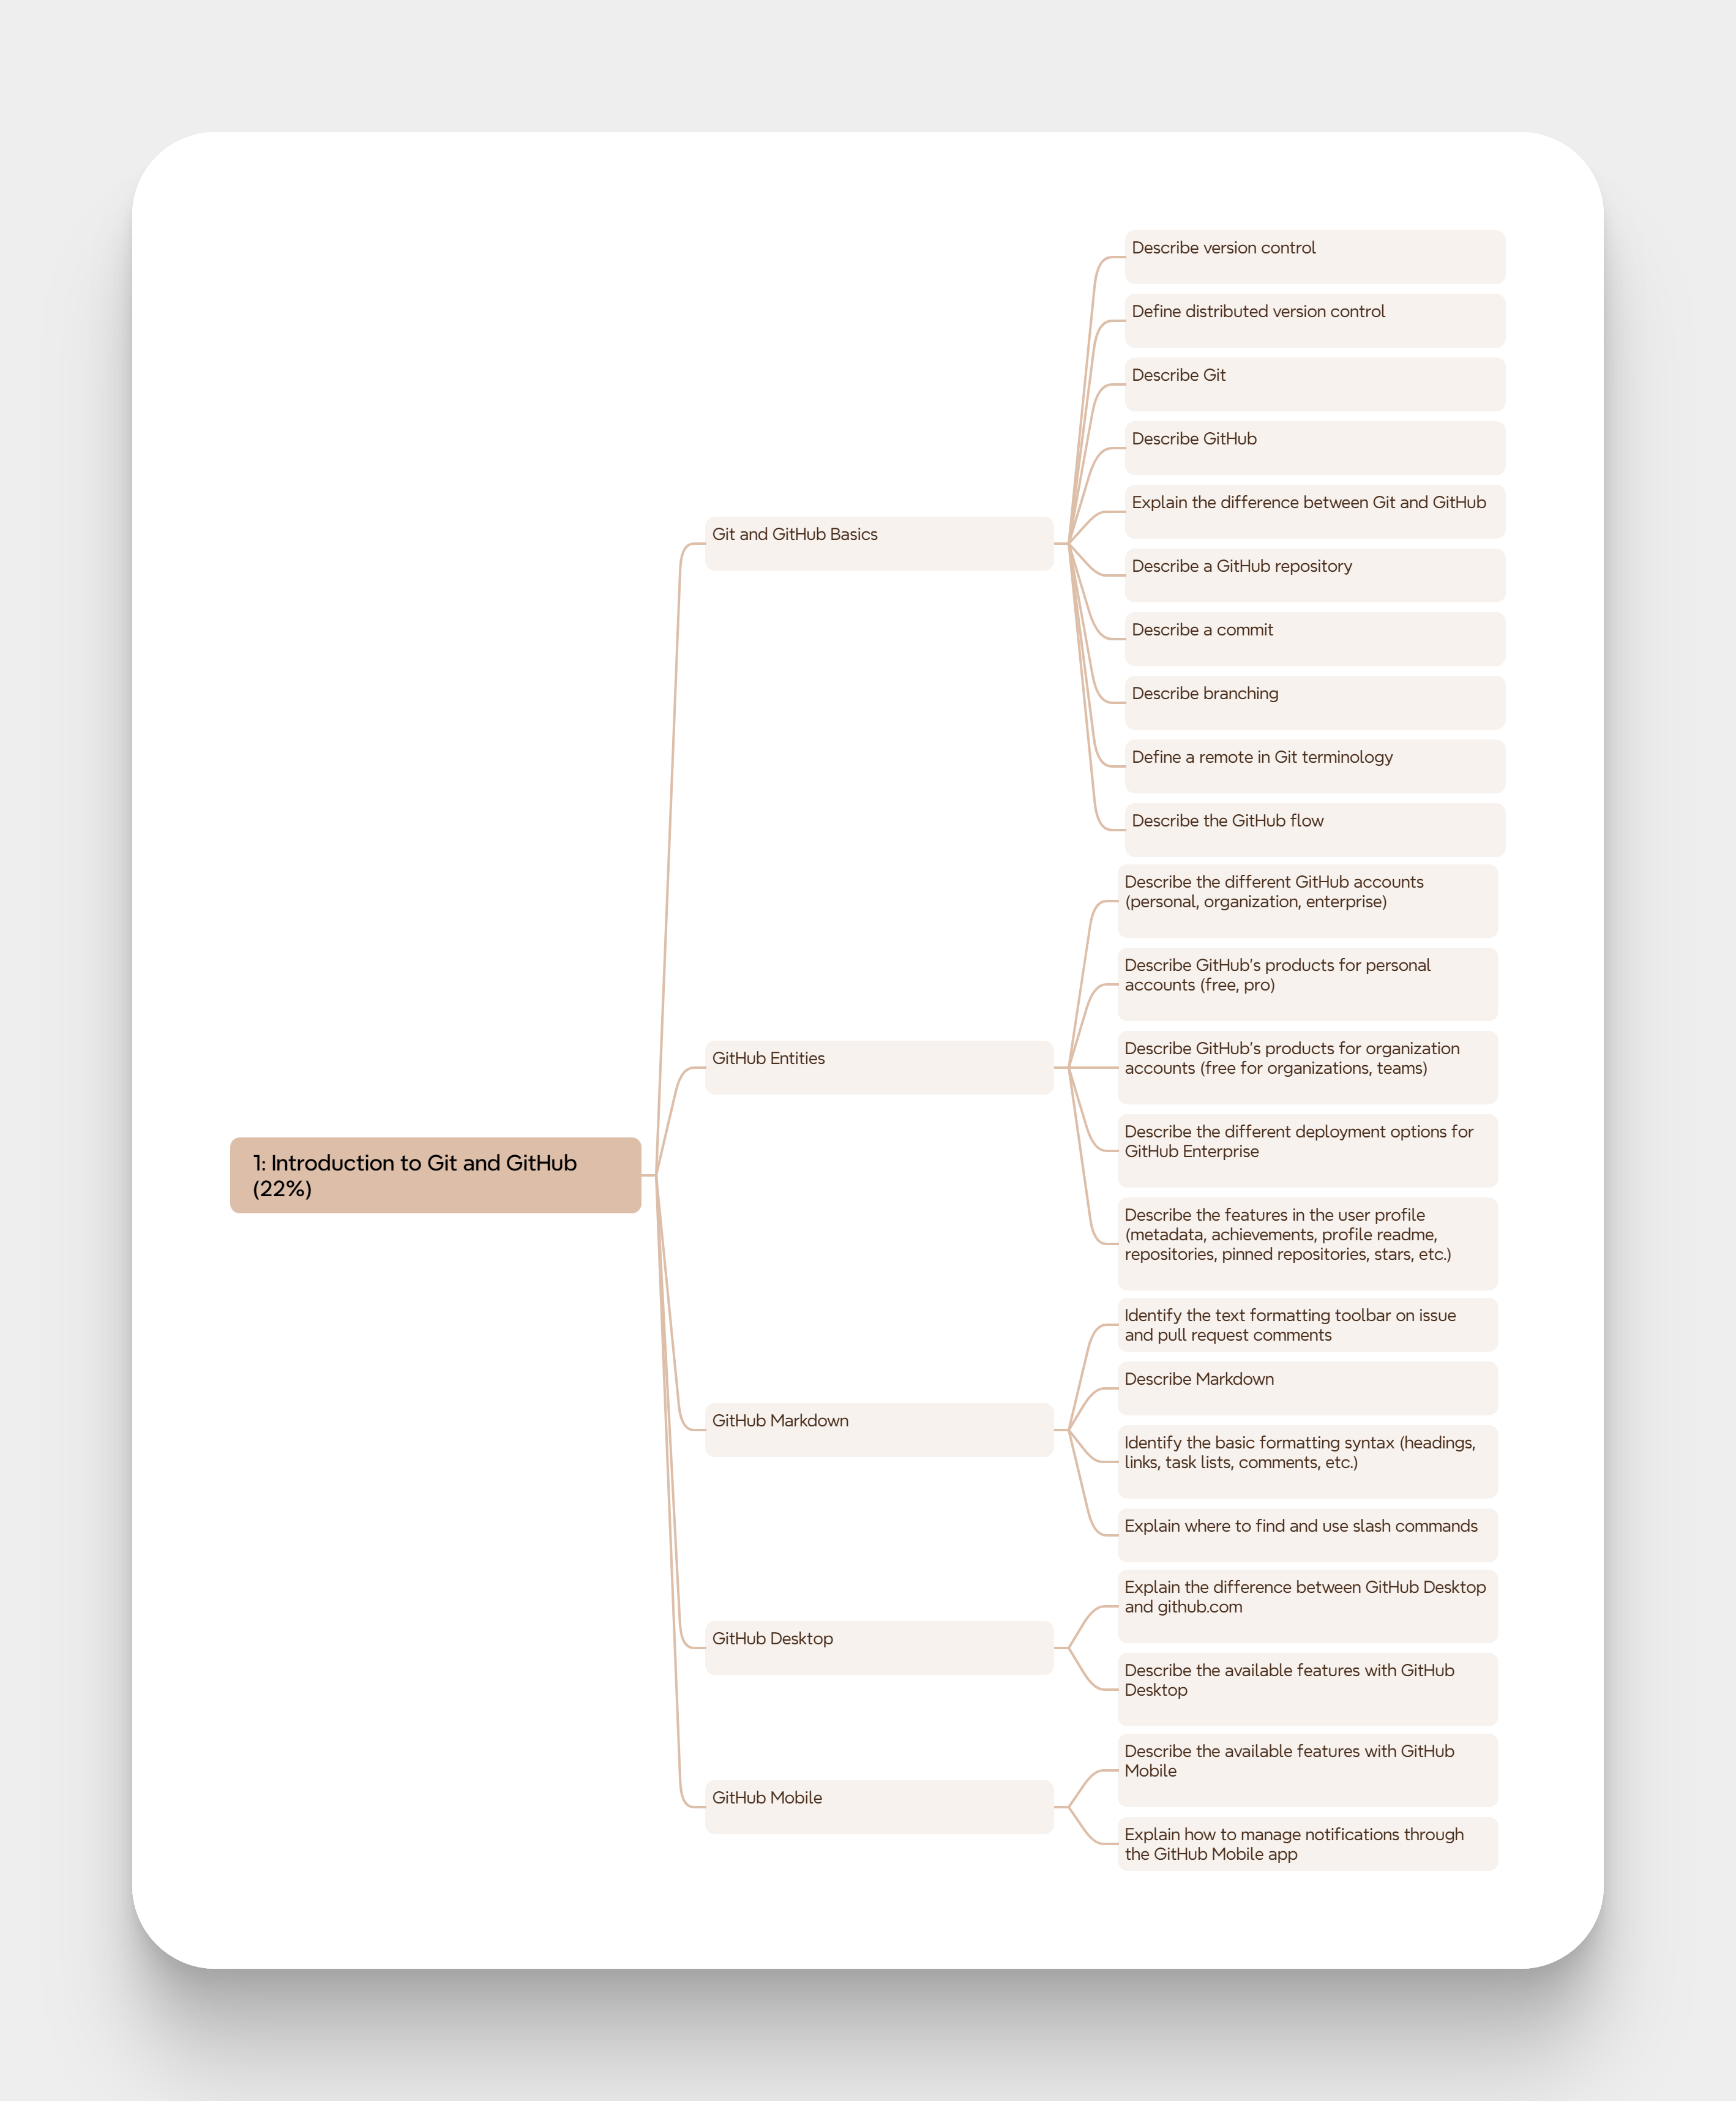 1: Introduction to Git and GitHub
(22%)
Git and GitHub Basics
Describe version control
Define distributed version control
Describe Git
Describe GitHub
Explain the difference between Git and GitHub
Describe a GitHub repository
Describe a commit
Describe branching
Define a remote in Git terminology
Describe the GitHub flow
GitHub Entities
Describe the different GitHub accounts
(personal, organization, enterprise)
Describe GitHub's products for personal
accounts (free, pro)
Describe GitHub's products for organization
accounts (free for organizations, teams)
Describe the different deployment options for
GitHub Enterprise
Describe the features in the user profile
(metadata, achievements, profile readme,
repositories, pinned repositories, stars, etc.)
GitHub Markdown
Identify the text formatting toolbar on issue
and pull request comments
Describe Markdown
Identify the basic formatting syntax (headings,
links, task lists, comments, etc.)
Explain where to find and use slash commands
GitHub Desktop
Explain the difference between GitHub Desktop
and github.com
Describe the available features with GitHub
Desktop
GitHub Mobile
Describe the available features with GitHub
Mobile
Explain how to manage notifications through
the GitHub Mobile app